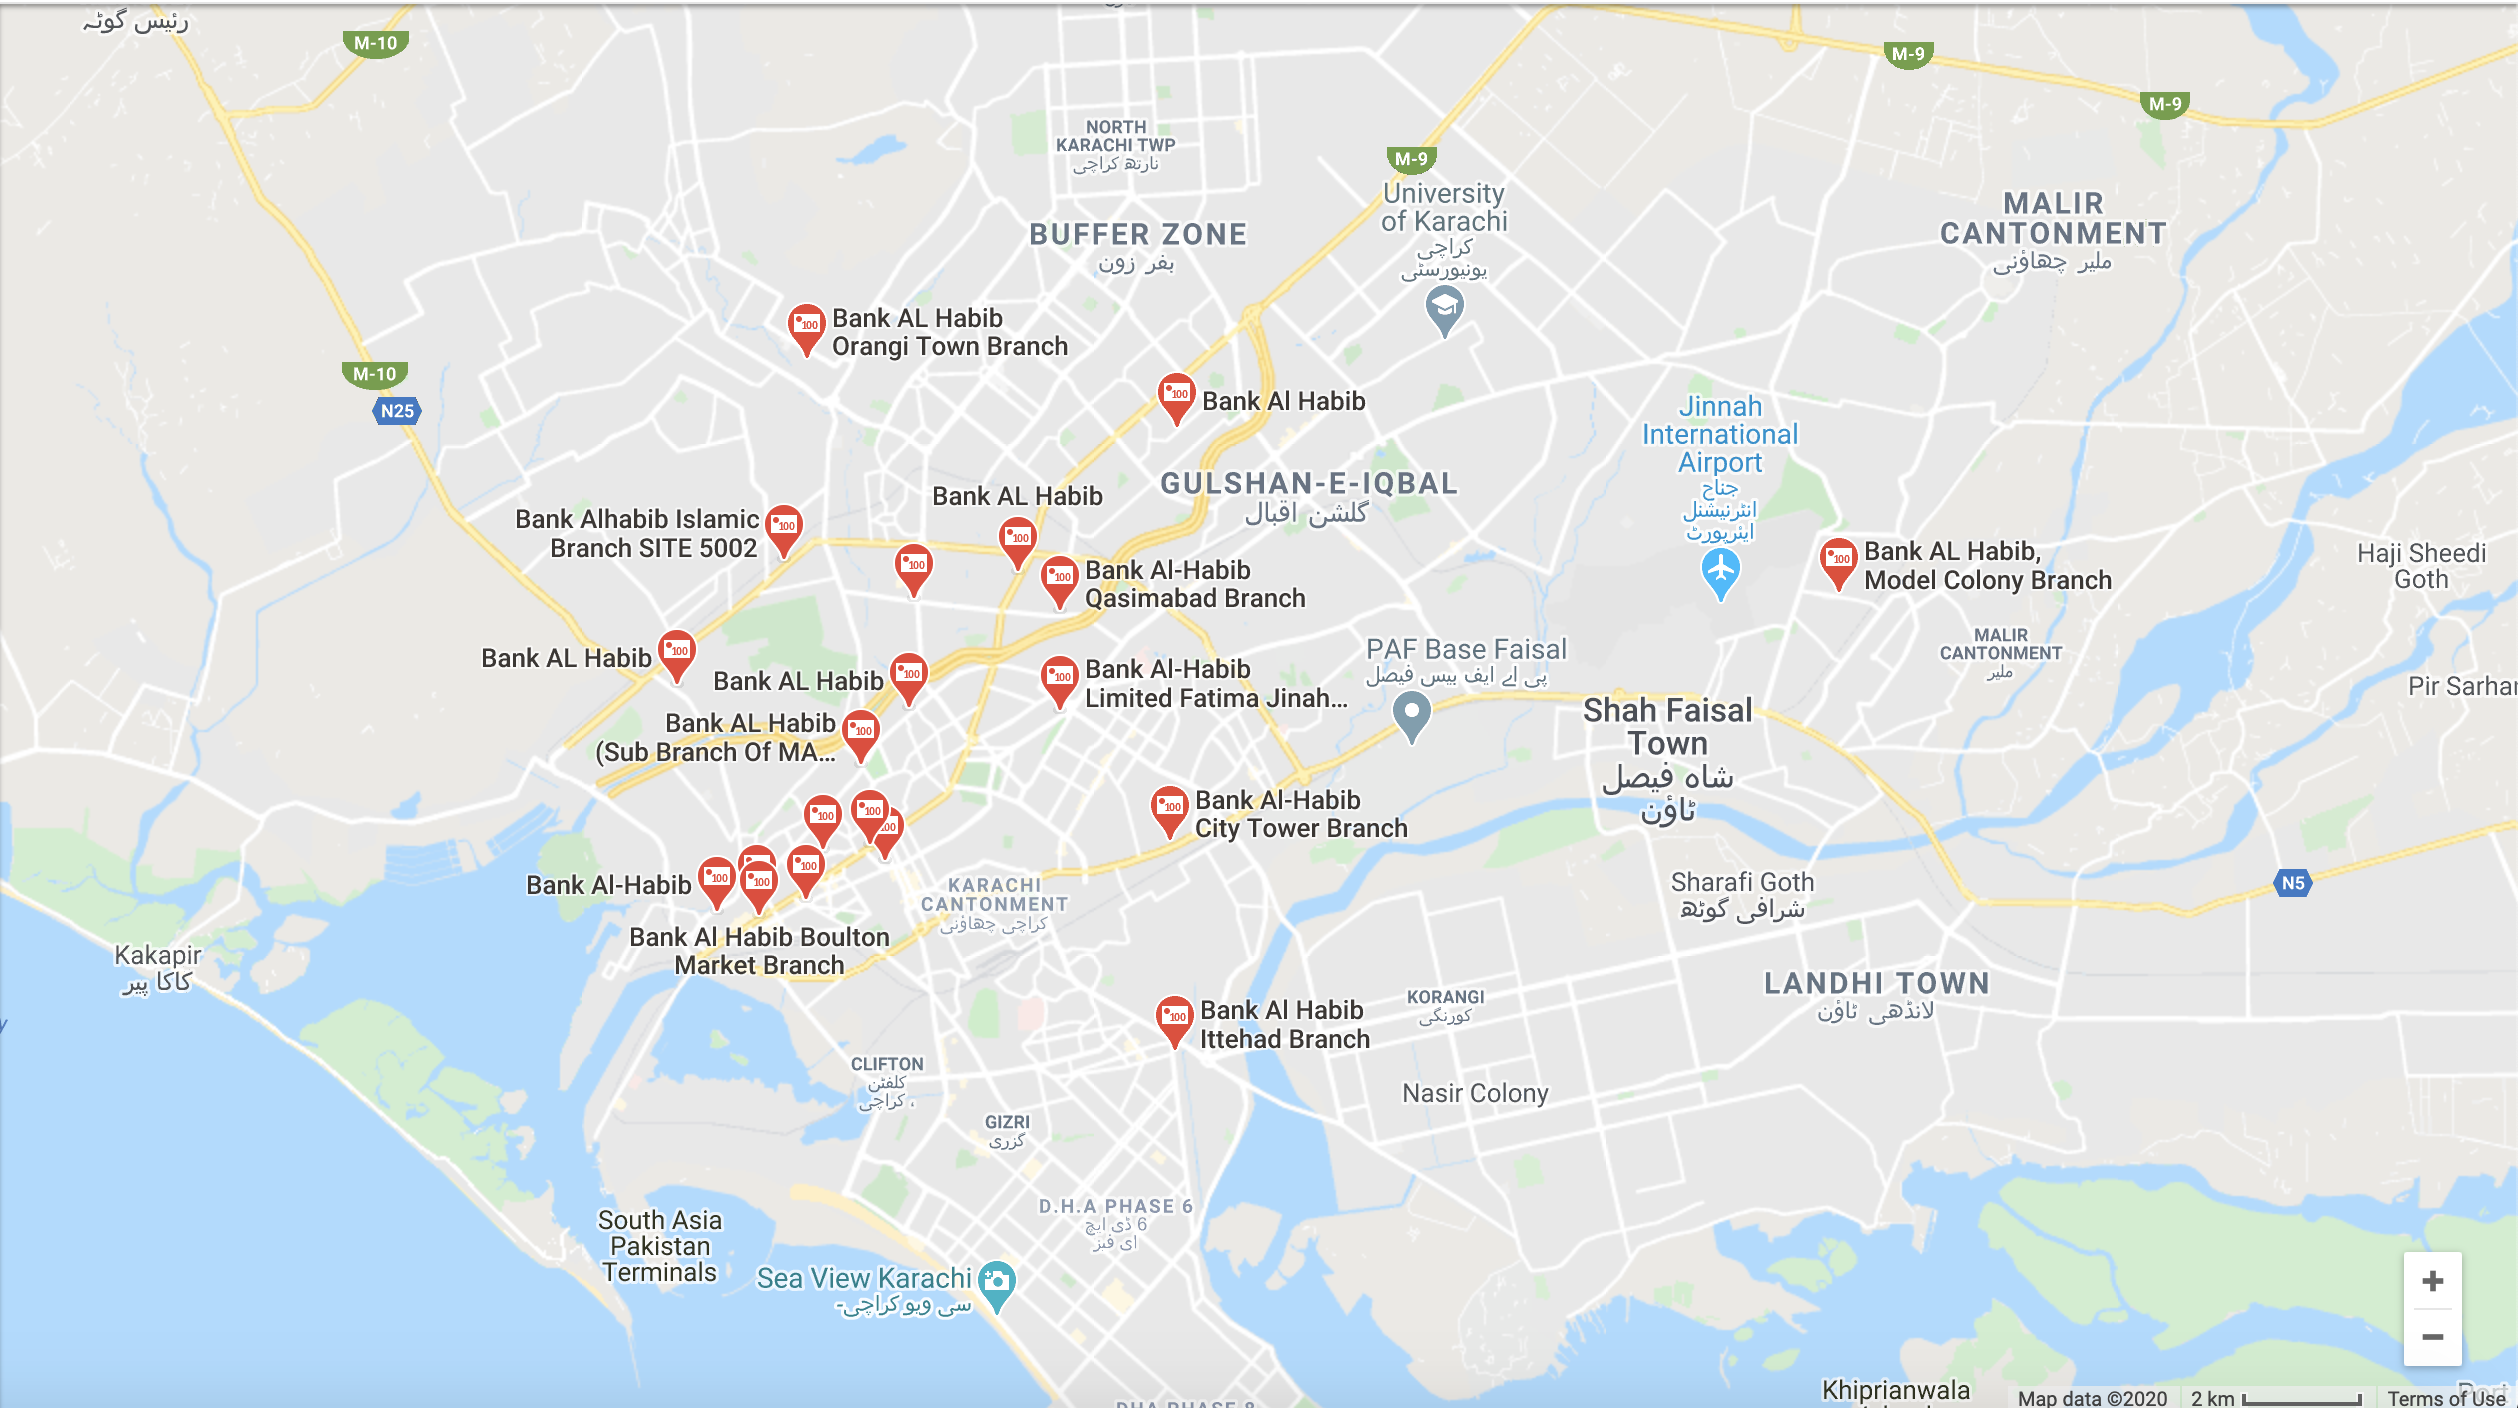 رئیس گوٹھ
M-10
M-9
M-9
NORTH
KARACHI TWP
نارتھ کراچی
M-9
University
of Karachi
کراچی
یونیورسٹی
MALIR
CANTONMENT
ملیر چھاؤنی
BUFFER ZONE
بفر زون
Bank AL Habib
Orangi Town Branch
M-10
N25
Bank Al Habib
Jinnah
International
Airport
جناح
انٹرنیشنل
ایئرپورٹ
GULSHAN-E-IQBAL
گلشن اقبال
Bank AL Habib
Bank Alhabib Islamic
Branch SITE 5002
Bank Al-Habib
Qasimabad Branch
Bank AL Habib,
Model Colony Branch
Haji Sheedi
Goth
MALIR
CANTONMENT
ملیر
Bank AL Habib
Bank AL Habib
Bank Al-Habib
Limited Fatima Jinah...
PAF Base Faisal
پی اے ایف بیس فیصل
Pir Sarhan
Bank AL Habib
(Sub Branch Of MA...
Shah Faisal
Town
شاہ فیصل
ٹاؤن
Bank Al-Habib
City Tower Branch
Bank Al-Habib
KARACHI
CANTONMENT
کراچی چھاؤنی
Sharafi Goth
شرافی گوٹھ
N5
Bank Al Habib Boulton
Market Branch
Kakapir
کاکا پیر
LANDHI TOWN
لانڈھی ٹاؤن
KORANGI
کورنگی
Bank Al Habib
Ittehad Branch
CLIFTON
کلفٹن
، کراچی
Nasir Colony
GIZRI
گزری
D.H.A PHASE 6
6 ڈی ایچ
ای فیز
South Asia
Pakistan
Terminals
Sea View Karachi
سی ویو کراچی-
+
−
Khiprianwala
DHA PHASE 8
Map data ©2020 2 km Terms of Use